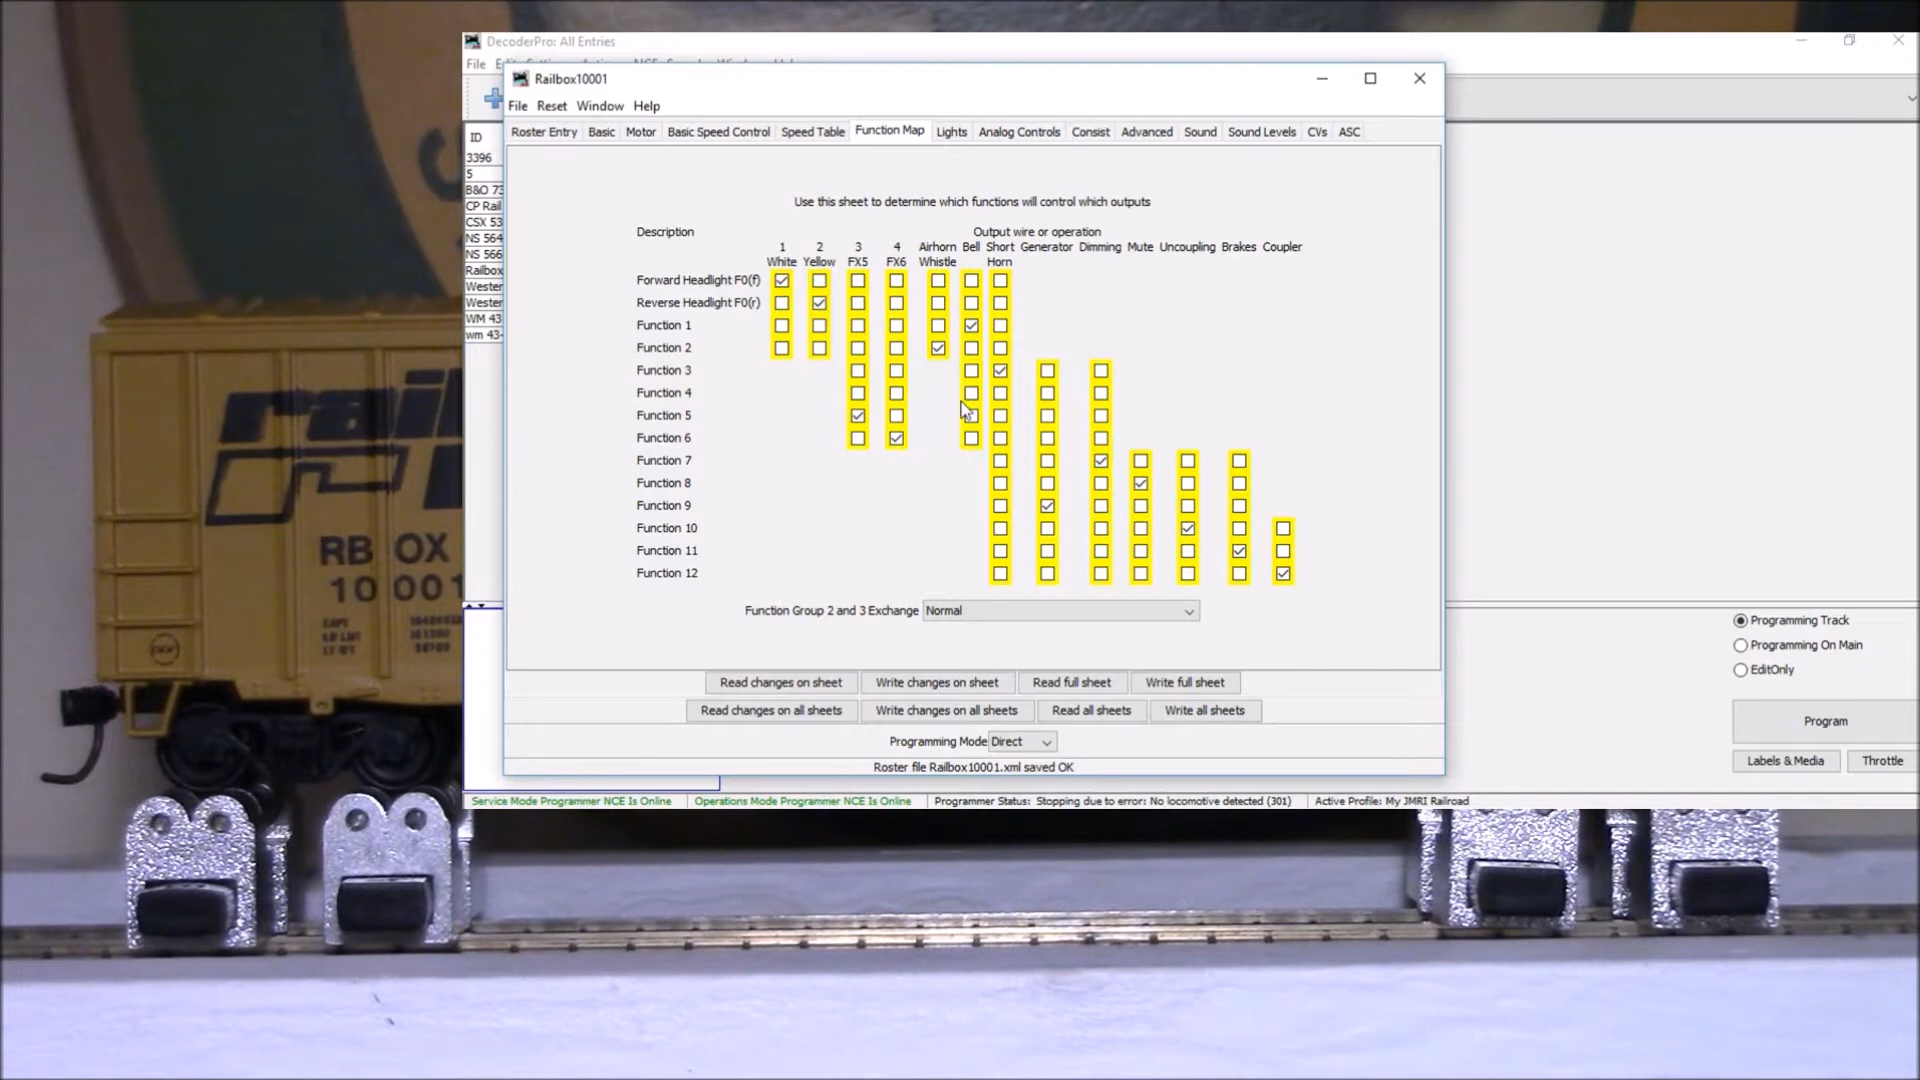 DecoderPro: All Entries
File
Railbox10001
File Reset Window Help
Roster Entry Basic Motor Basic Speed Control Speed Table Function Map Lights Analog Controls Consist Advanced Sound Sound Levels CVs ASC
ID
3396
5
B&O 73
CP Rail
CSX 53
NS 564
NS 566
Railbox
Wester
Wester
WM 43
wm 43-
Use this sheet to determine which functions will control which outputs
Description
Output wire or operation
1 2 3 4 Airhorn Bell Short Generator Dimming Mute Uncoupling Brakes Coupler
White Yellow FX5 FX6 Whistle Horn
Forward Headlight F0(f)
Reverse Headlight F0(r)
Function 1
Function 2
Function 3
Function 4
Function 5
Function 6
Function 7
Function 8
Function 9
Function 10
Function 11
Function 12
Function Group 2 and 3 Exchange Normal
Read changes on sheet Write changes on sheet Read full sheet Write full sheet
Read changes on all sheets Write changes on all sheets Read all sheets Write all sheets
Programming Mode Direct
Roster file Railbox10001.xml saved OK
Programming Track
Programming On Main
EditOnly
Program
Labels & Media Throttle
Service Mode Programmer NCE Is Online Operations Mode Programmer NCE Is Online Programmer Status: Stopping due to error: No locomotive detected (301) Active Profile: My JMRI Railroad
rail
RBOX
10001